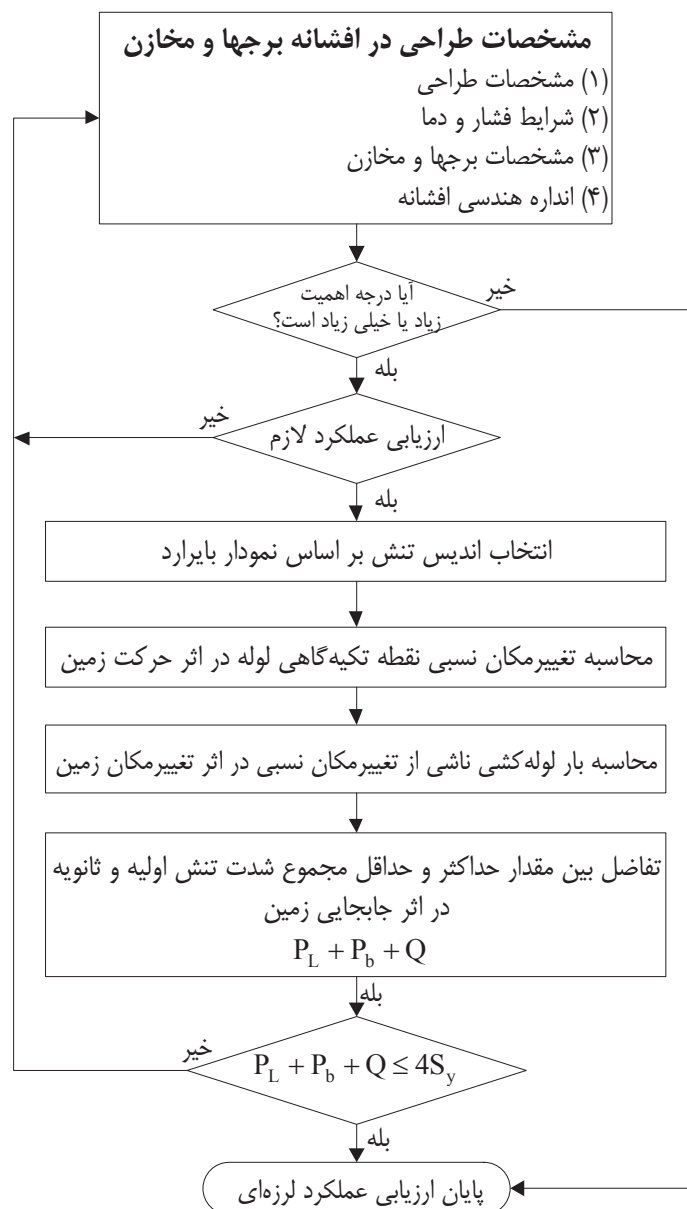 مشخصات طراحی در افشانه برجها و مخازن
(۱) مشخصات طراحی
(۲) شرایط فشار و دما
(۳) مشخصات برجها و مخازن
(۴) انداره هندسی افشانه
آیا درجه اهمیت
زیاد یا خیلی زیاد است؟
خیر
بله
ارزیابی عملکرد لازم
خیر
بله
انتخاب اندیس تنش بر اساس نمودار بایرارد
محاسبه تغییرمکان نسبی نقطه تکیه‌گاهی لوله در اثر حرکت زمین
محاسبه بار لوله‌کشی ناشی از تغییرمکان نسبی در اثر تغییرمکان زمین
تفاضل بین مقدار حداکثر و حداقل مجموع شدت تنش اولیه و ثانویه
در اثر جابجایی زمین
P_L + P_b + Q
بله
P_L + P_b + Q ≤ 4S_y
خیر
بله
پایان ارزیابی عملکرد لرزه‌ای